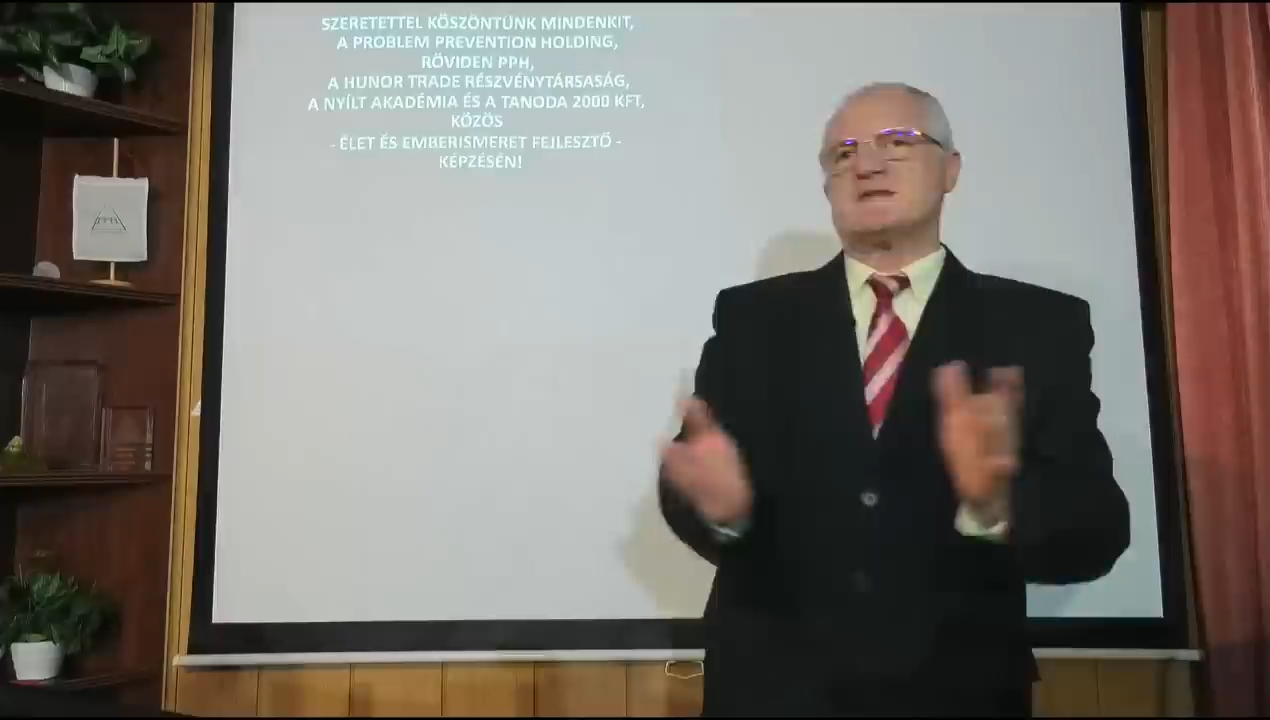 SZERETETTEL KÖSZÖNTÜNK MINDENKIT,
A PROBLEM PREVENTION HOLDING,
RÖVIDEN PPH,
A HUNOR TRADE RÉSZVÉNYTÁRSASÁG,
A NYÍLT AKADÉMIA ÉS A TANODA 2000 KFT,
KÖZÖS
- ÉLET ÉS EMBERISMERET FEJLESZTŐ -
KÉPZÉSÉN!